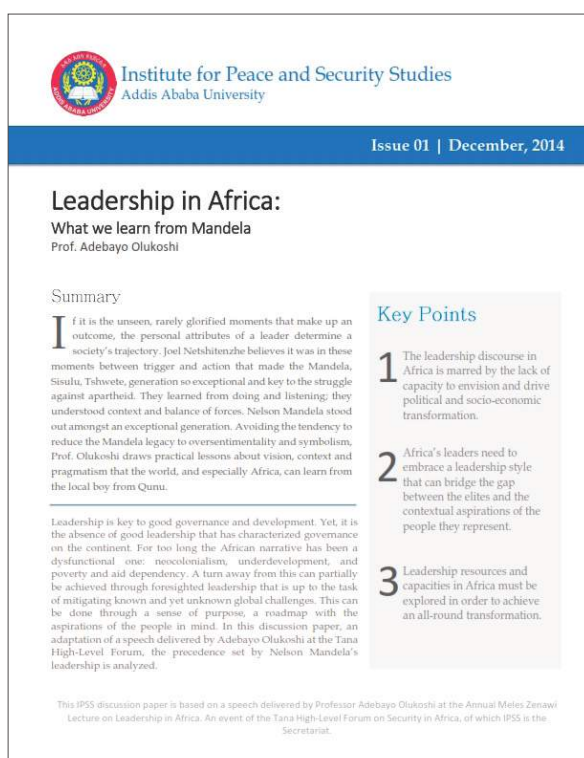 ADDIS ABABA UNIVERSITY
Institute for Peace and Security Studies
Addis Ababa University
Issue 01 | December, 2014
Leadership in Africa:
What we learn from Mandela
Prof. Adebayo Olukoshi
Summary
If it is the unseen, rarely glorified moments that make up an
outcome, the personal attributes of a leader determine a
society's trajectory. Joel Netshitenzhe believes it was in these
moments between trigger and action that made the Mandela,
Sisulu, Tshwete, generation so exceptional and key to the struggle
against apartheid. They learned from doing and listening; they
understood context and balance of forces. Nelson Mandela stood
out amongst an exceptional generation. Avoiding the tendency to
reduce the Mandela legacy to oversentimentality and symbolism,
Prof. Olukoshi draws practical lessons about vision, context and
pragmatism that the world, and especially Africa, can learn from
the local boy from Qunu.
Leadership is key to good governance and development. Yet, it is
the absence of good leadership that has characterized governance
on the continent. For too long the African narrative has been a
dysfunctional one: neocolonialism, underdevelopment, and
poverty and aid dependency. A turn away from this can partially
be achieved through foresighted leadership that is up to the task
of mitigating known and yet unknown global challenges. This can
be done through a sense of purpose, a roadmap with the
aspirations of the people in mind. In this discussion paper, an
adaptation of a speech delivered by Adebayo Olukoshi at the Tana
High-Level Forum, the precedence set by Nelson Mandela's
leadership is analyzed.
Key Points
1 The leadership discourse in
Africa is marred by the lack of
capacity to envision and drive
political and socio-economic
transformation.
2 Africa's leaders need to
embrace a leadership style
that can bridge the gap
between the elites and the
contextual aspirations of the
people they represent.
3 Leadership resources and
capacities in Africa must be
explored in order to achieve
an all-round transformation.
This IPSS discussion paper is based on a speech delivered by Professor Adebayo Olukoshi at the Annual Meles Zenawi
Lecture on Leadership in Africa. An event of the Tana High-Level Forum on Security in Africa, of which IPSS is the
Secretariat.